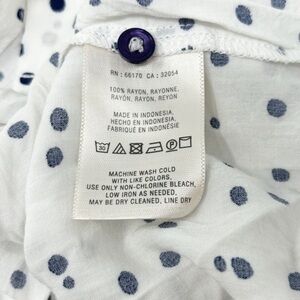 RN : 66170 CA : 32054
100% RAYON, RAYONNE,
RAYÓN, RAYON, REYON
MADE IN INDONESIA
HECHO EN INDONESIA
FABRIQUÉ EN INDONÉSIE
30
P
MACHINE WASH COLD
WITH LIKE COLORS,
USE ONLY NON-CHLORINE BLEACH,
LOW IRON AS NEEDED,
MAY BE DRY CLEANED, LINE DRY